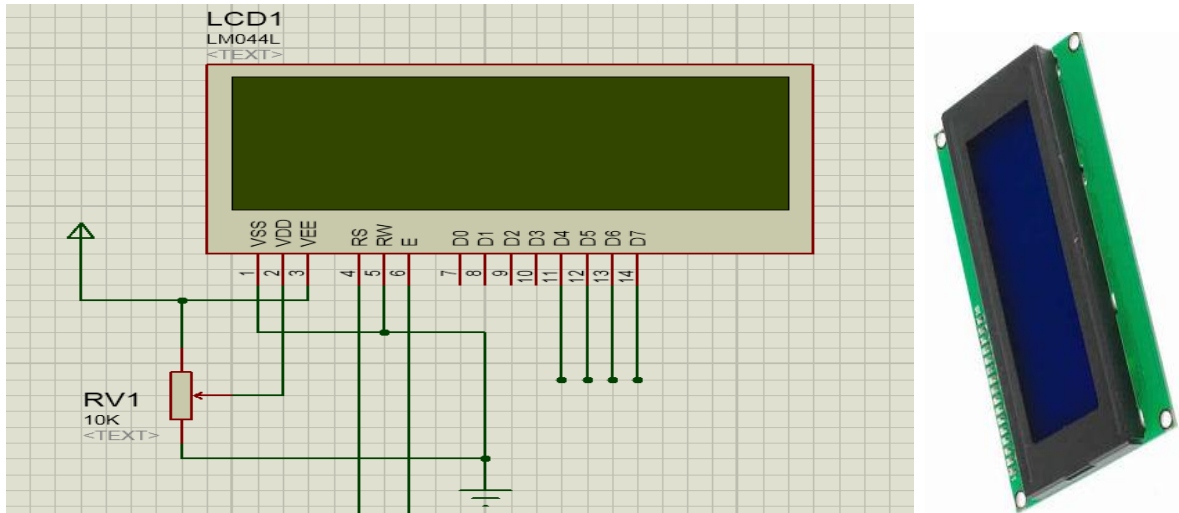 LCD1
LM044L
<TEXT>
VSS
VDD
VEE
RS
RW
E
D0
D1
D2
D3
D4
D5
D6
D7
1
2
3
4
5
6
7
8
9
10
11
12
13
14
RV1
10K
<TEXT>